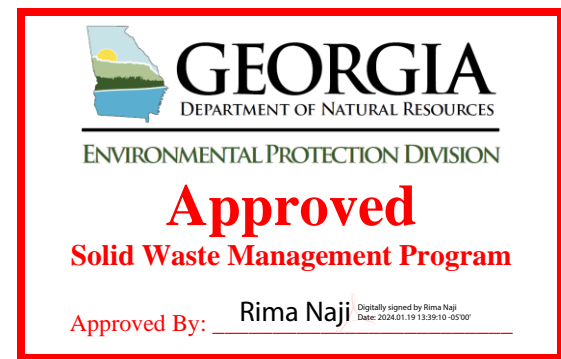 GEORGIA
DEPARTMENT OF NATURAL RESOURCES
ENVIRONMENTAL PROTECTION DIVISION
Approved
Solid Waste Management Program
Approved By: Rima Naji
Digitally signed by Rima Naji
Date: 2024.01.19 13:39:10 -05'00'